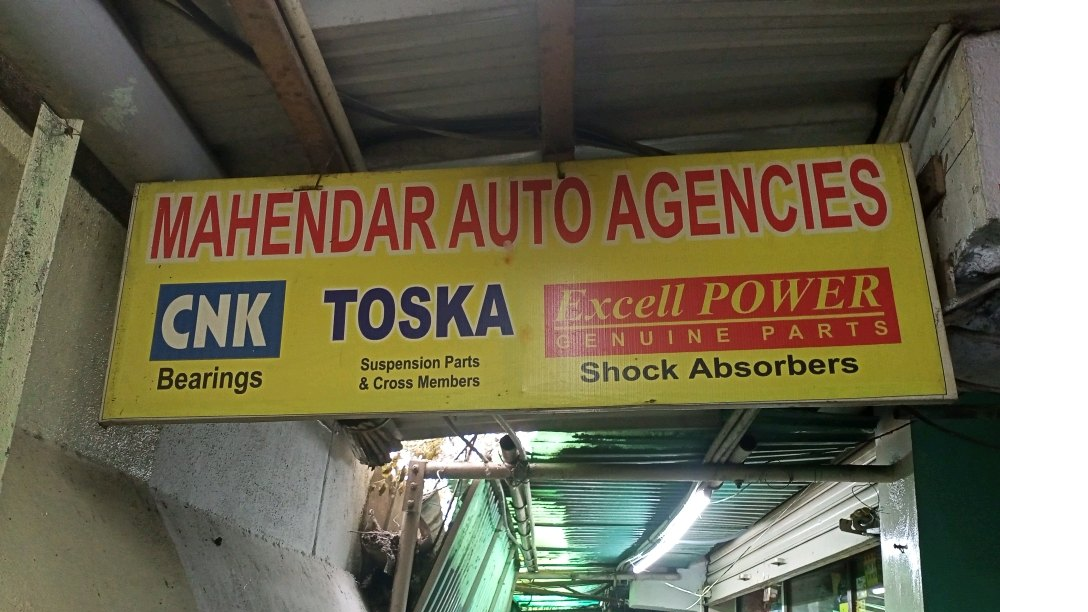 MAHENDAR AUTO AGENCIES
CNK
Bearings
TOSKA
Suspension Parts
& Cross Members
Excell POWER
GENUINE PARTS
Shock Absorbers